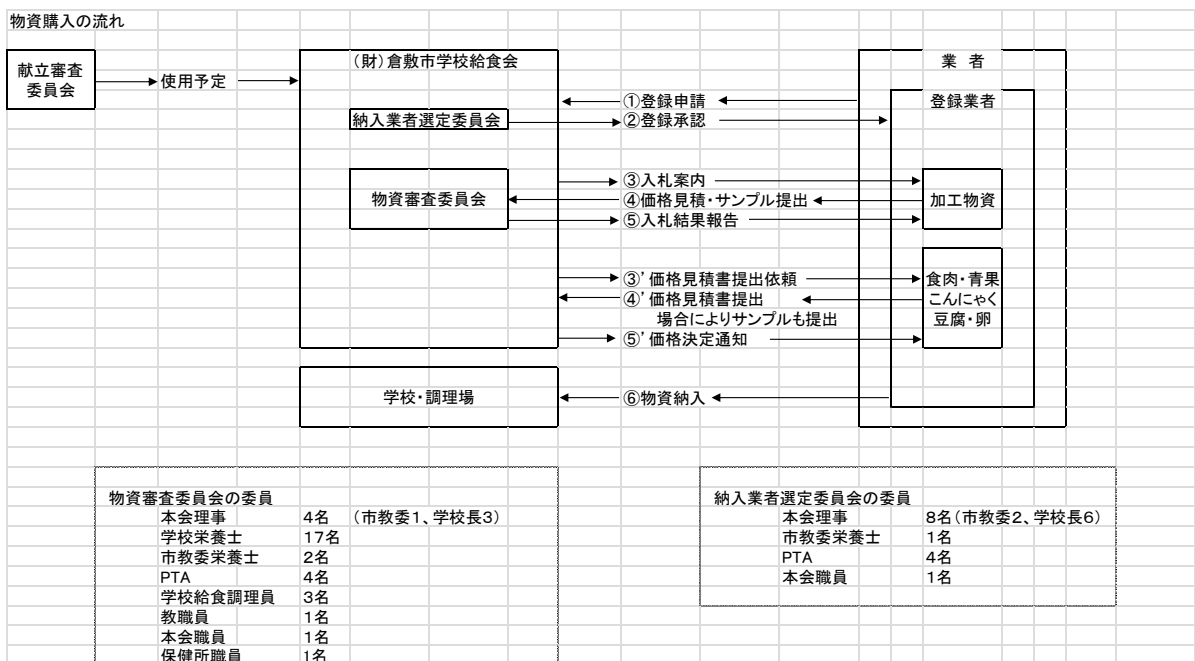 物資購入の流れ
献立審査
委員会
使用予定
(財)倉敷市学校給食会
業 者
登録業者
①登録申請
納入業者選定委員会
②登録承認
③入札案内
物資審査委員会
④価格見積・サンプル提出
加工物資
⑤入札結果報告
③’価格見積書提出依頼
食肉・青果
④’価格見積書提出
こんにゃく
場合によりサンプルも提出
豆腐・卵
⑤’価格決定通知
学校・調理場
⑥物資納入
物資審査委員会の委員
本会理事 4名 (市教委1、学校長3)
学校栄養士 17名
市教委栄養士 2名
PTA 4名
学校給食調理員 3名
教職員 1名
本会職員 1名
保健所職員 1名
納入業者選定委員会の委員
本会理事 8名(市教委2、学校長6)
市教委栄養士 1名
PTA 4名
本会職員 1名